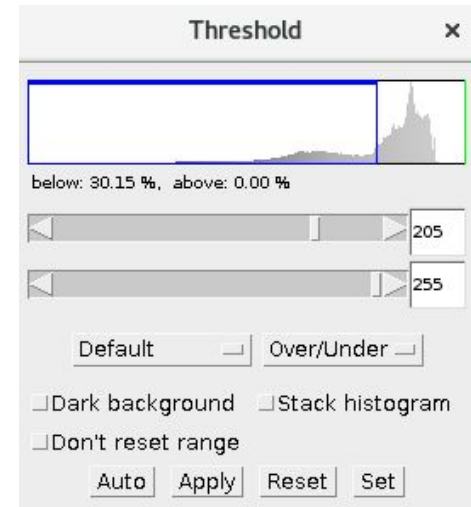 Threshold ×
below: 30.15 %, above: 0.00 %
205
255
Default Over/Under
Dark background Stack histogram
Don't reset range
Auto Apply Reset Set